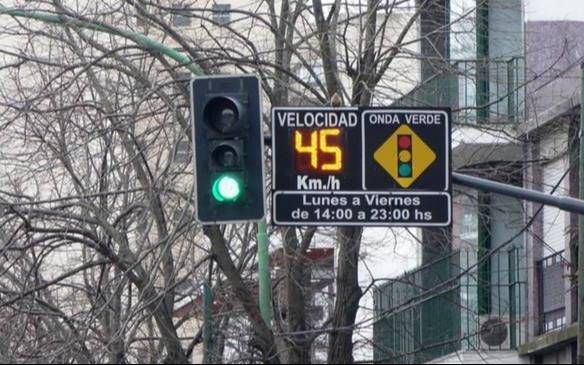 VELOCIDAD
45
Km./h
ONDA VERDE
Lunes a Viernes
de 14:00 a 23:00 hs